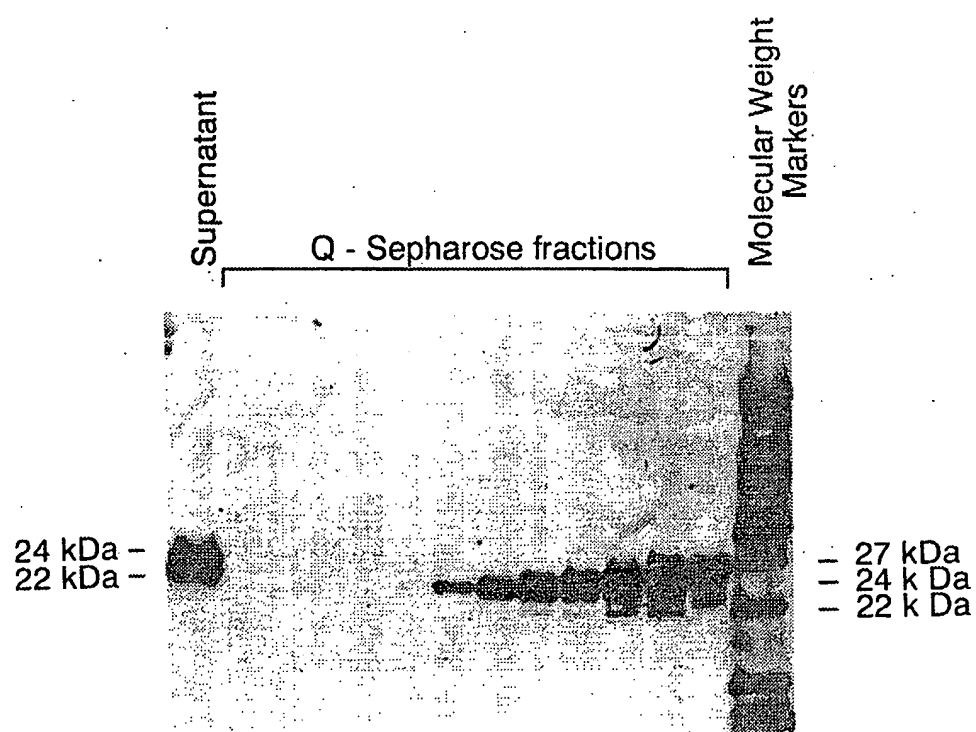 Supernatant
Q - Sepharose fractions
Molecular Weight
Markers
24 kDa –
22 kDa –
– 27 kDa
– 24 k Da
– 22 k Da